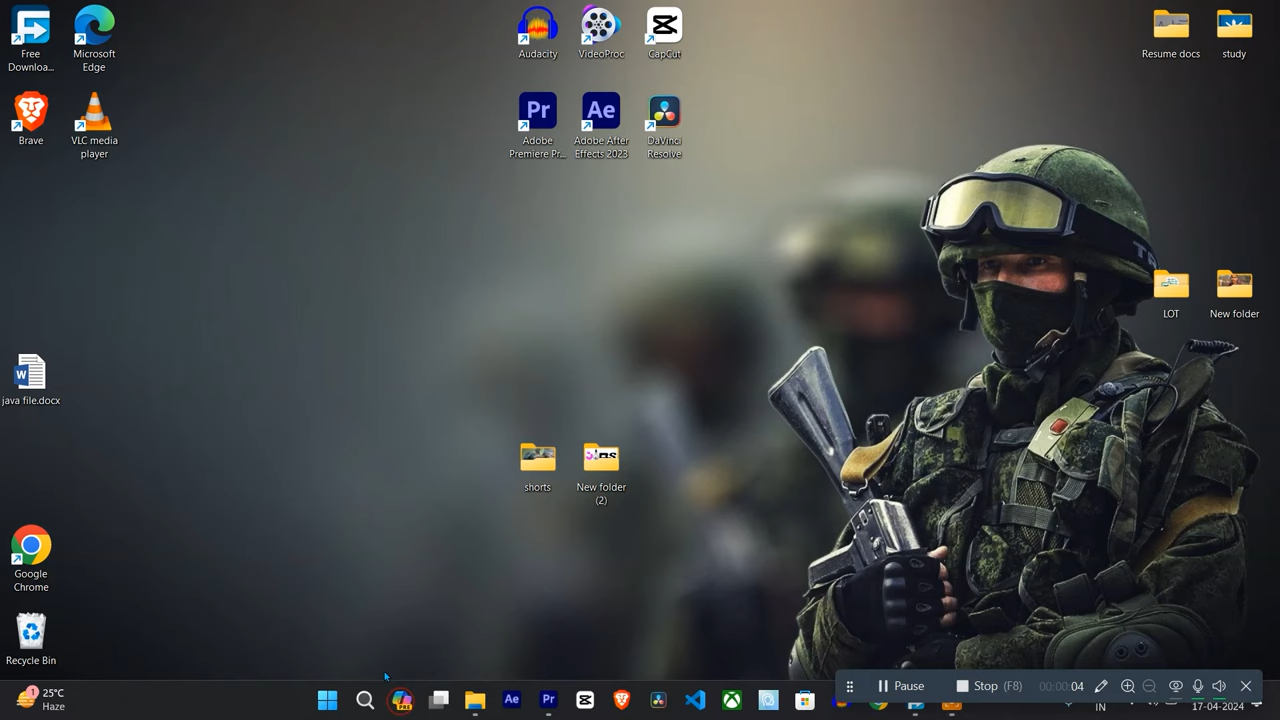 Free
Downloa...
Microsoft
Edge
Audacity
VideoProc
CapCut
Resume docs
study
Brave
VLC media
player
Adobe
Premiere Pr...
Adobe After
Effects 2023
DaVinci
Resolve
LOT
New folder
java file.docx
shorts
New folder
(2)
Google
Chrome
Recycle Bin
1
25°C
Haze
Pause
Stop (F8)
00:00:04
IN
17-04-2024